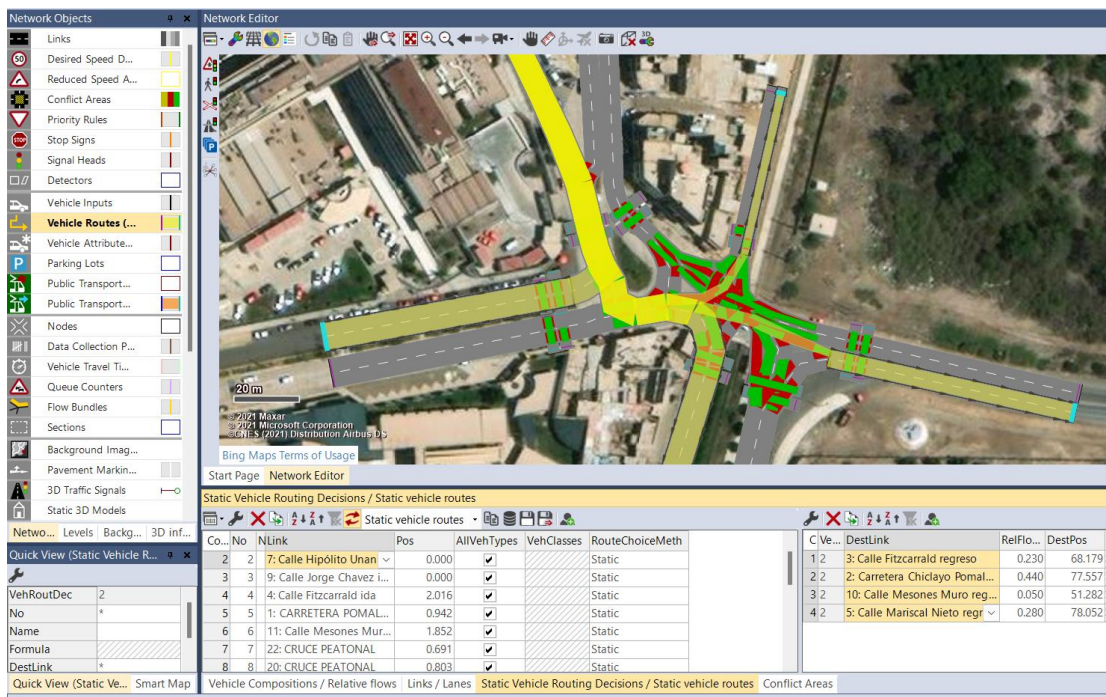 Network Objects
Links
50
Desired Speed D...
Reduced Speed A...
Conflict Areas
Priority Rules
STOP
Stop Signs
Signal Heads
Detectors
Vehicle Inputs
Vehicle Routes (...
Vehicle Attribute...
P
Parking Lots
Public Transport...
Public Transport...
Nodes
Data Collection P...
Vehicle Travel Ti...
Queue Counters
Flow Bundles
Sections
Background Imag...
Pavement Markin...
3D Traffic Signals
Static 3D Models
Netwo... Levels Backg... 3D inf...
Quick View (Static Vehicle R...
VehRoutDec 2
No *
Name
Formula
DestLink *
Quick View (Static Ve... Smart Map
Network Editor
3D
P
20 m
© 2021 Maxar
© 2021 Microsoft Corporation
©CNES (2021) Distribution Airbus DS
Bing Maps Terms of Usage
Start Page Network Editor
Static Vehicle Routing Decisions / Static vehicle routes
Static vehicle routes
Co... No NLink Pos AllVehTypes VehClasses RouteChoiceMeth
2 2 7: Calle Hipólito Unan 0.000 Static
3 3 9: Calle Jorge Chavez i... 0.000 Static
4 4 4: Calle Fitzcarrald ida 2.016 Static
5 5 1: CARRETERA POMAL... 0.942 Static
6 6 11: Calle Mesones Mur... 1.852 Static
7 7 22: CRUCE PEATONAL 0.691 Static
8 8 20: CRUCE PEATONAL 0.803 Static
C Ve... DestLink RelFlo... DestPos
1 2 3: Calle Fitzcarrald regreso 0.230 68.179
2 2 2: Carretera Chiclayo Pomal... 0.440 77.557
3 2 10: Calle Mesones Muro reg... 0.050 51.282
4 2 5: Calle Mariscal Nieto regr 0.280 78.052
Vehicle Compositions / Relative flows Links / Lanes Static Vehicle Routing Decisions / Static vehicle routes Conflict Areas